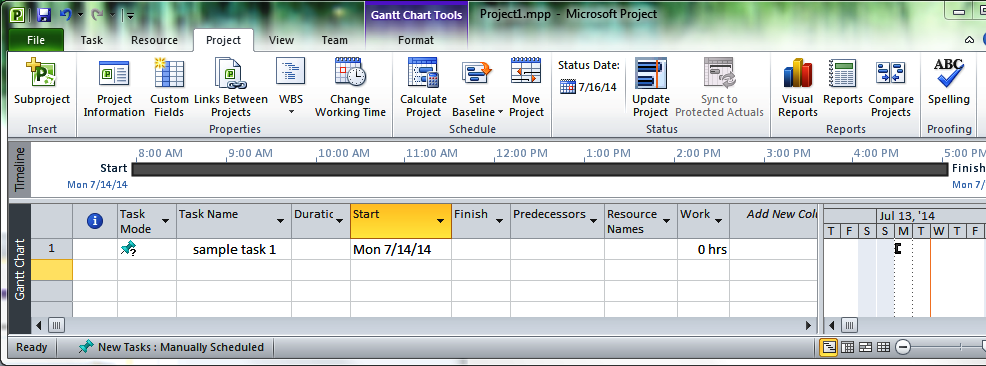 Gantt Chart Tools Project1.mpp - Microsoft Project
File Task Resource Project View Team Format
Status Date:
7/16/14
Subproject
Project Information
Custom Fields
Links Between Projects
WBS
Change Working Time
Calculate Project
Set Baseline
Move Project
Update Project
Sync to Protected Actuals
Visual Reports
Reports
Compare Projects
ABC
Spelling
Insert Properties Schedule Status Reports Proofing
Timeline
8:00 AM 9:00 AM 10:00 AM 11:00 AM 12:00 PM 1:00 PM 2:00 PM 3:00 PM 4:00 PM 5:00 PM
Start Finish
Mon 7/14/14 Mon 7/
Gantt Chart
Task Mode Task Name Duratic Start Finish Predecessors Resource Names Work Add New Colu
Jul 13, '14
T F S S M T W T F
1 ? sample task 1 Mon 7/14/14 0 hrs
Ready New Tasks : Manually Scheduled